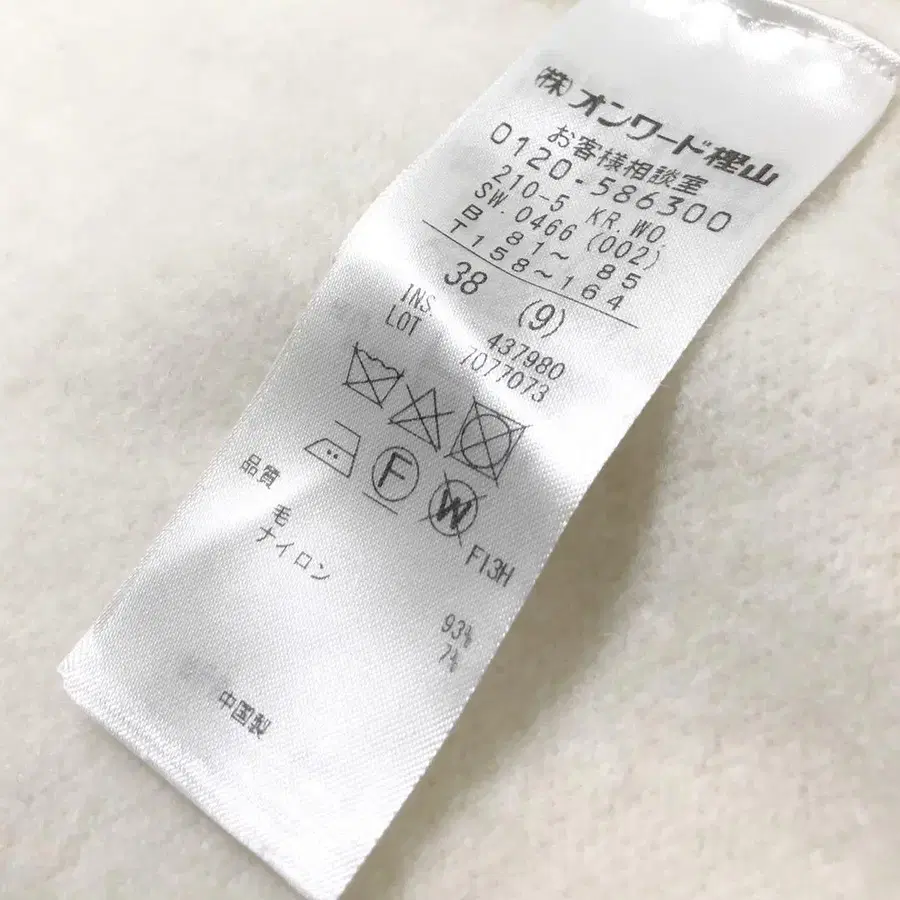 (株)オンワード樫山
お客様相談室
0120・586300
210-5 KR.WO.
SW.0466(002)
B 81～ 85
T158～164
38 (9)
INS. 437980
LOT 7077073
F
W
F13H
品質
毛 93%
ナイロン 7%
中国製